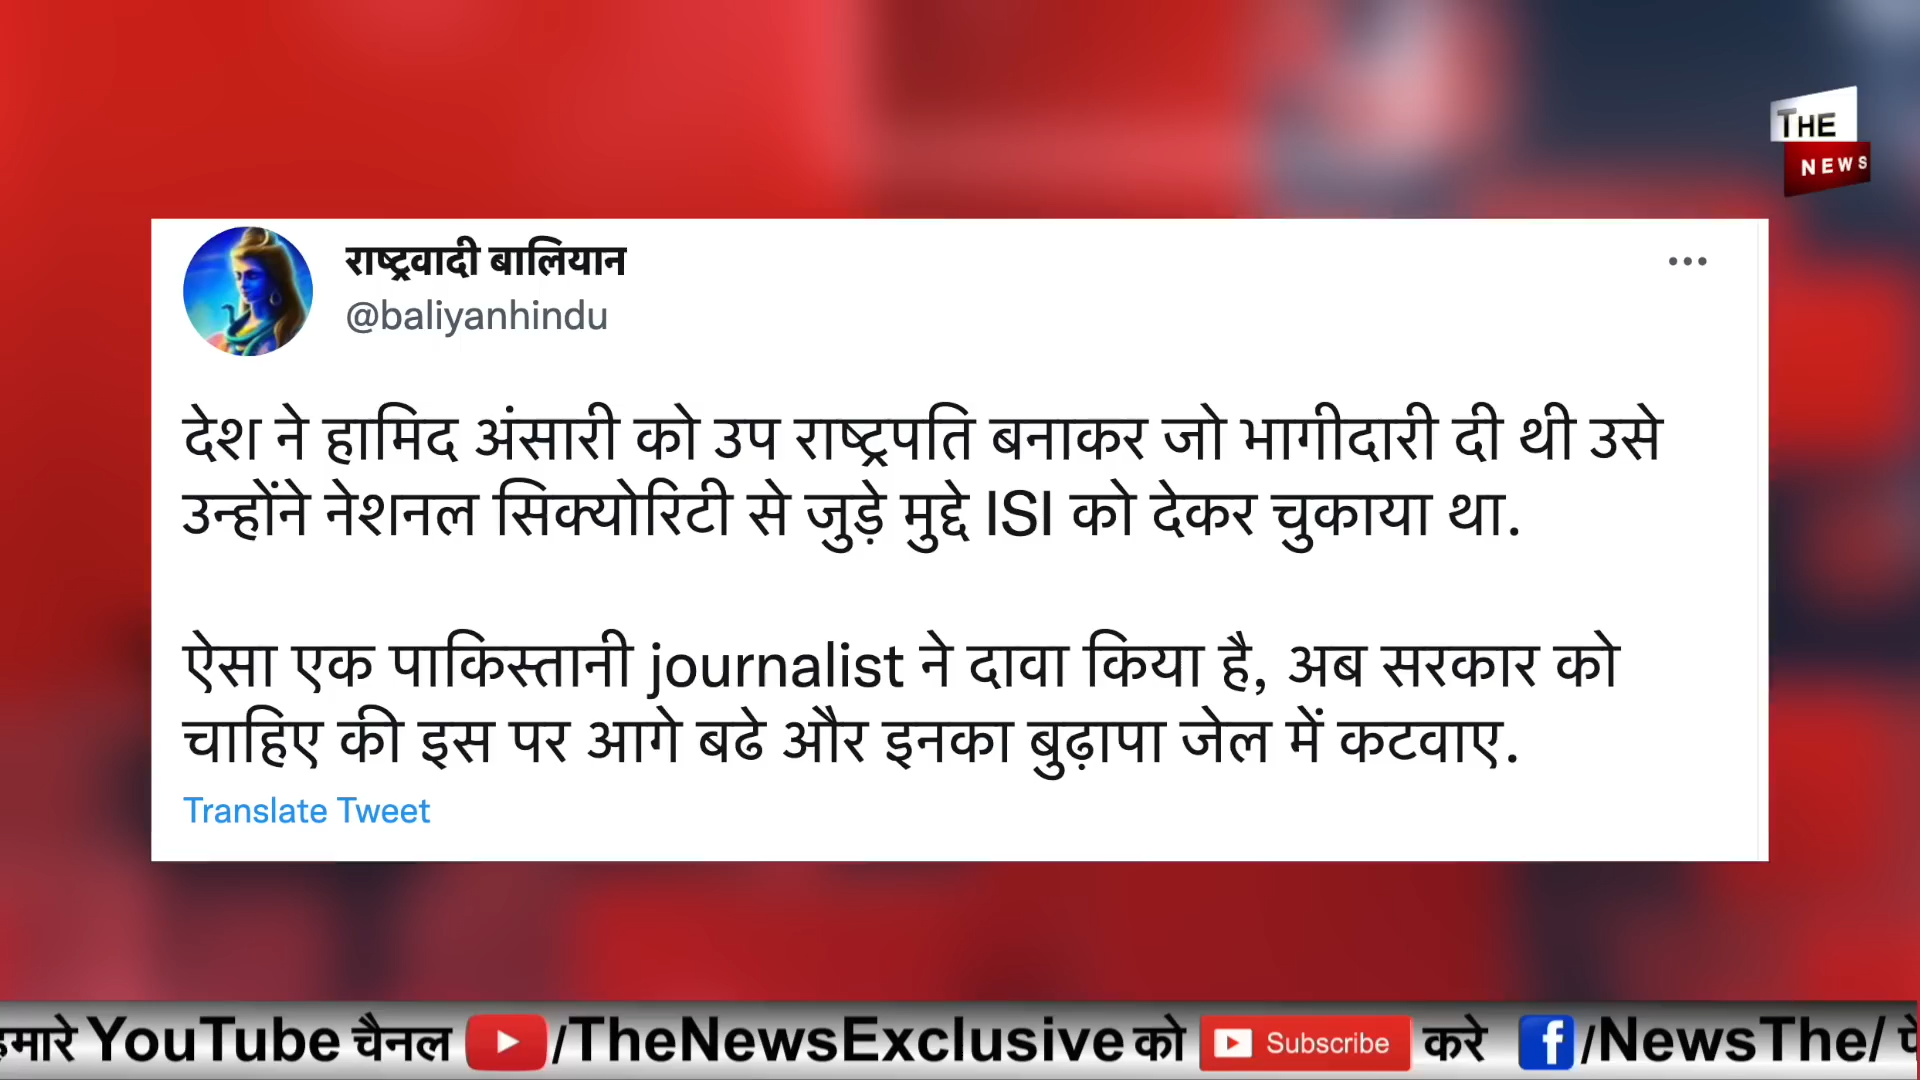 THE
NEWS
राष्ट्रवादी बालियान
@baliyanhindu
देश ने हामिद अंसारी को उप राष्ट्रपति बनाकर जो भागीदारी दी थी उसे
उन्होंने नेशनल सिक्योरिटी से जुड़े मुद्दे ISI को देकर चुकाया था.
ऐसा एक पाकिस्तानी journalist ने दावा किया है, अब सरकार को
चाहिए की इस पर आगे बढे और इनका बुढ़ापा जेल में कटवाए.
Translate Tweet
हमारे YouTube चैनल /TheNewsExclusive को Subscribe करे f /NewsThe/